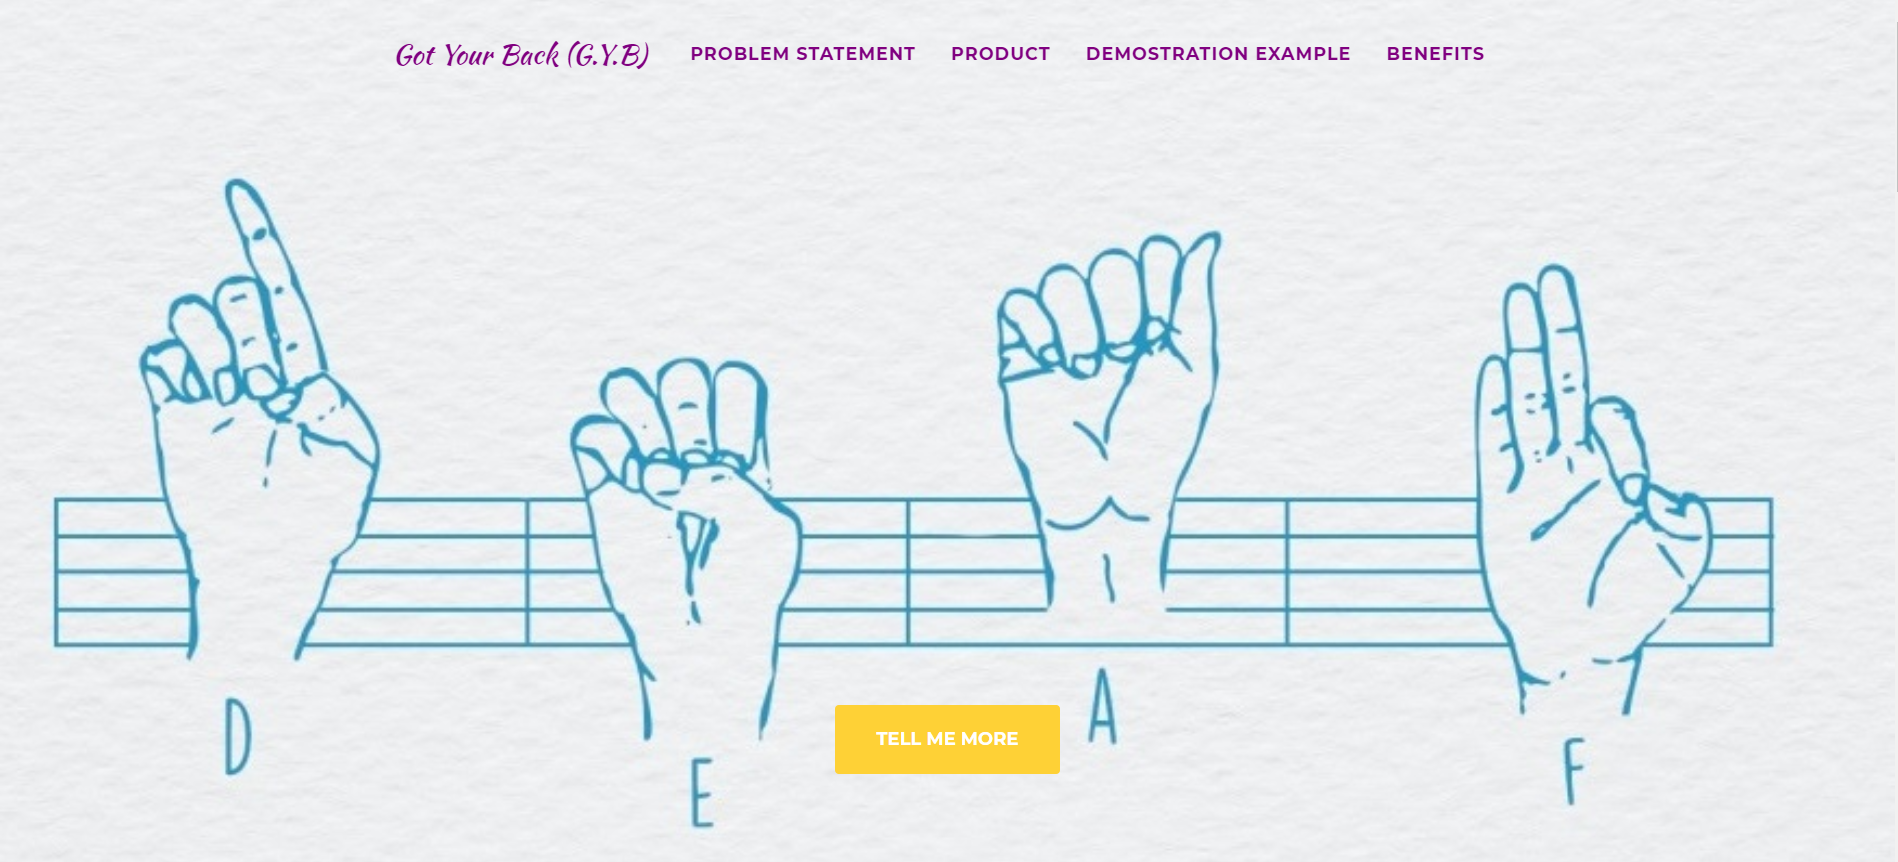 Got Your Back (G.Y.B) PROBLEM STATEMENT PRODUCT DEMOSTRATION EXAMPLE BENEFITS
D E A F
TELL ME MORE